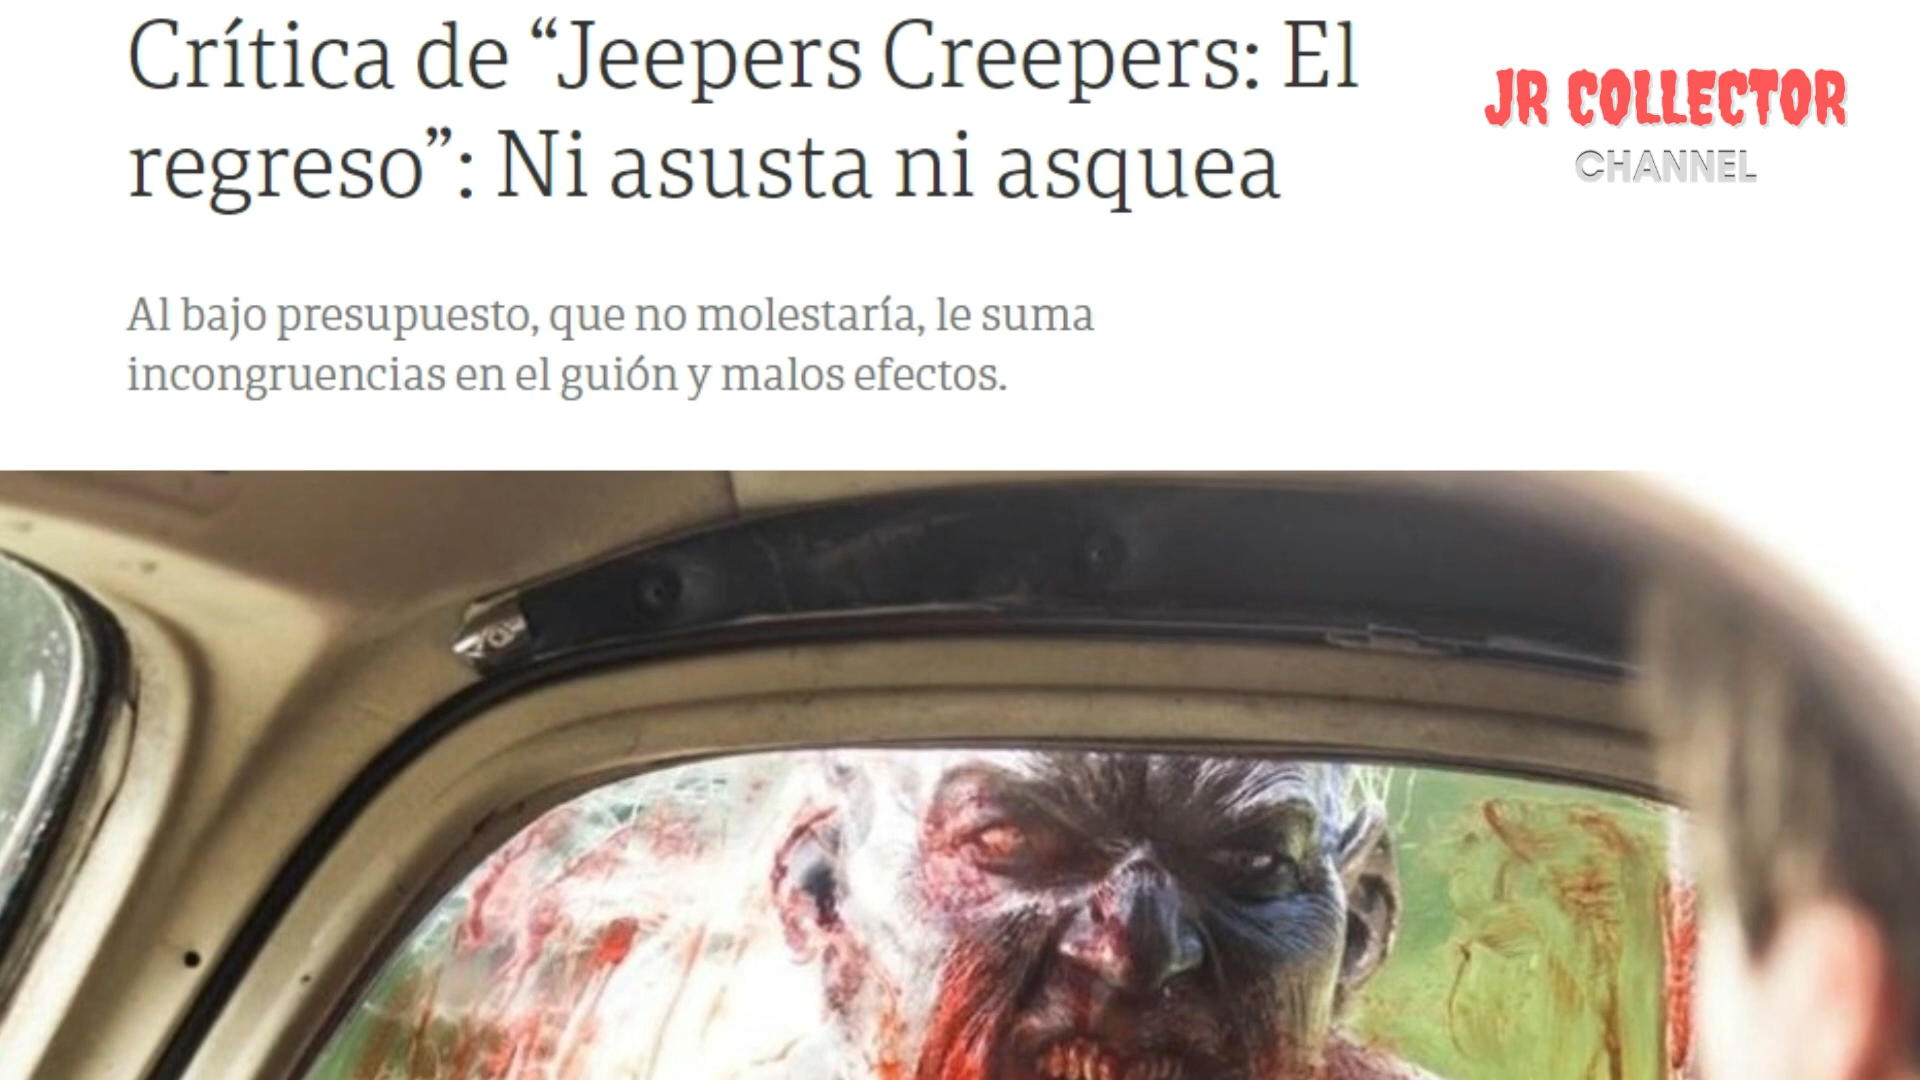 Crítica de “Jeepers Creepers: El
regreso”: Ni asusta ni asquea
JR COLLECTOR
CHANNEL
Al bajo presupuesto, que no molestaría, le suma
incongruencias en el guión y malos efectos.